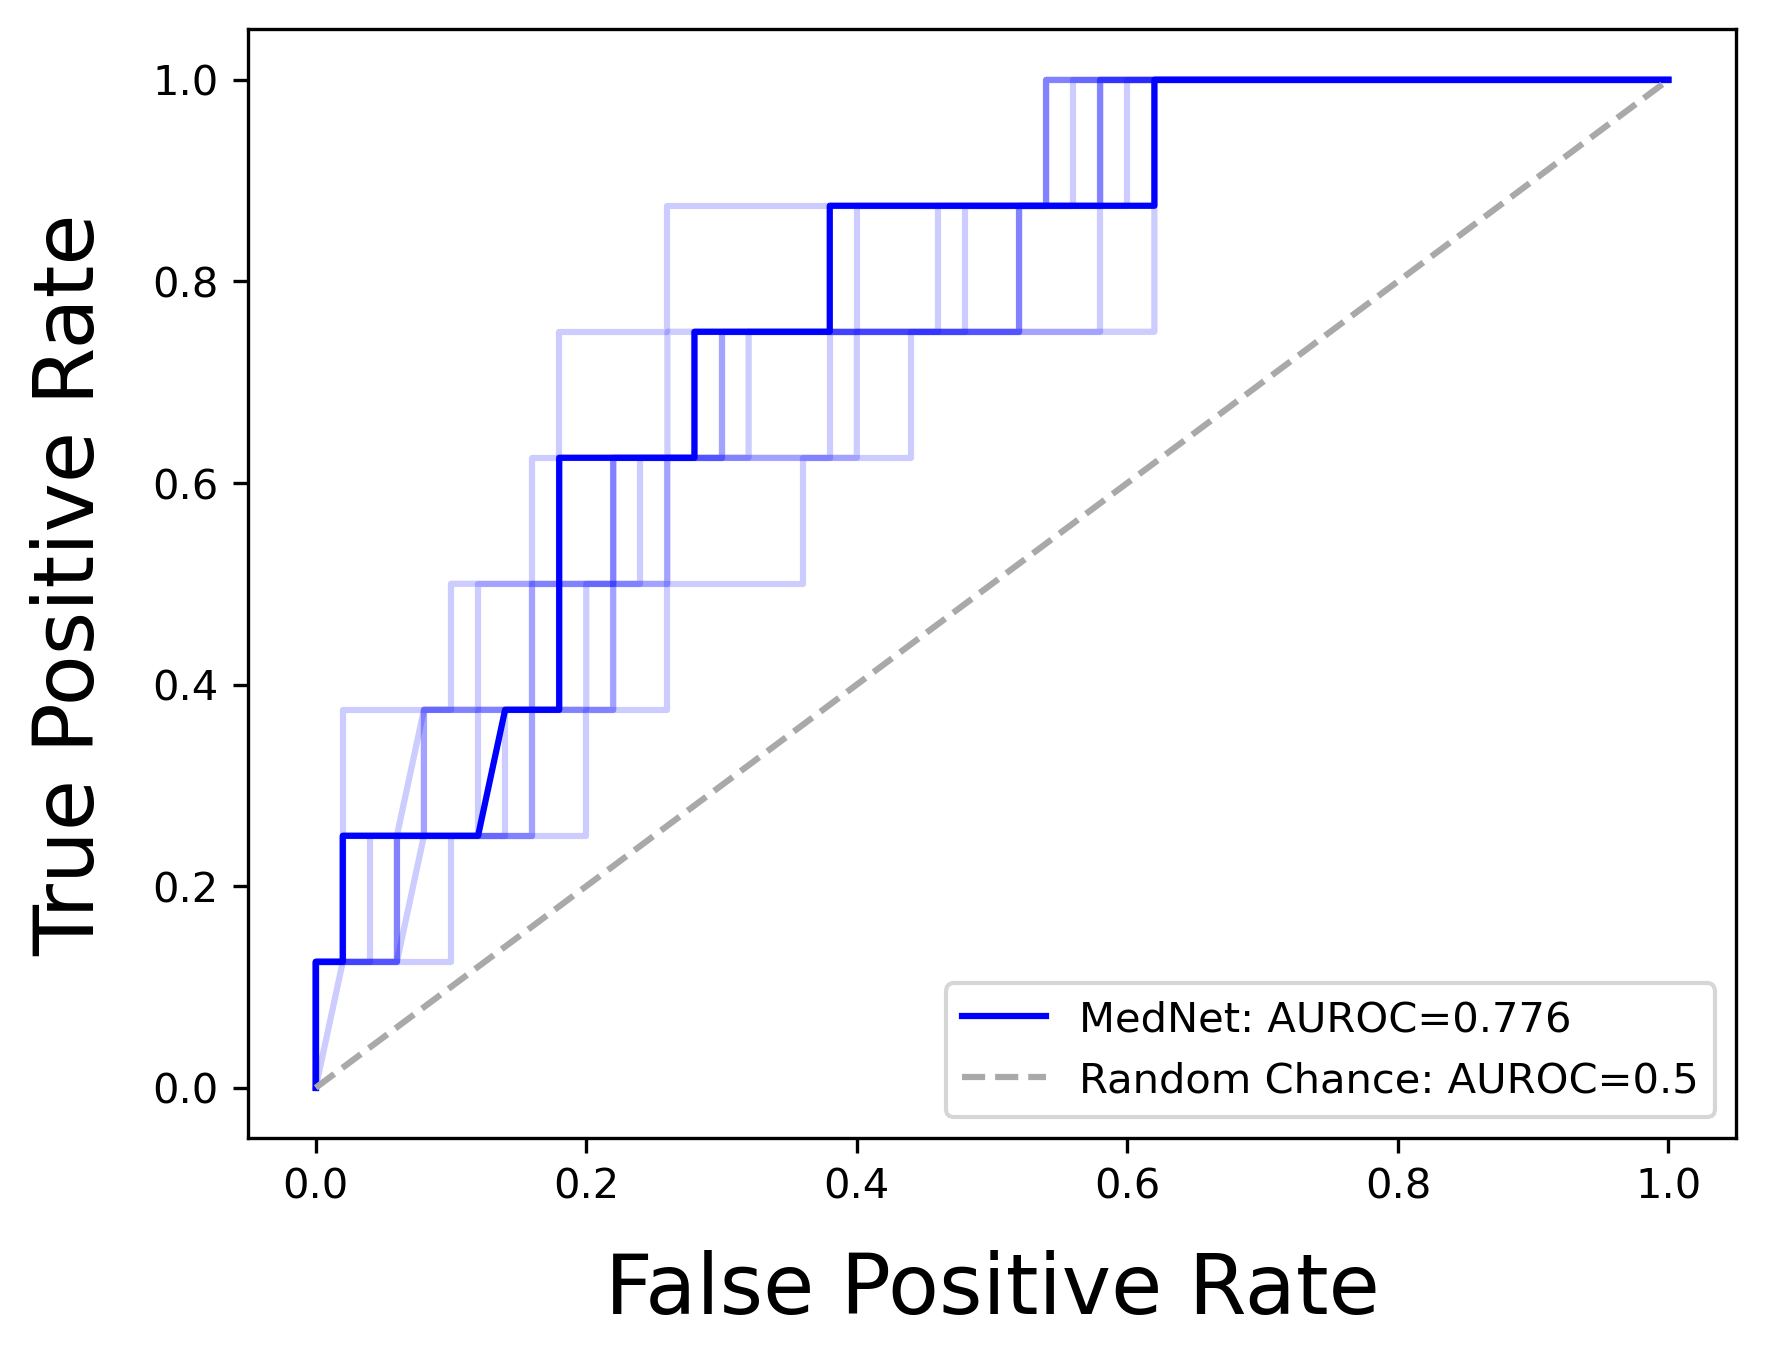 True Positive Rate
1.0
0.8
0.6
0.4
0.2
0.0
MedNet: AUROC=0.776
Random Chance: AUROC=0.5
0.0 0.2 0.4 0.6 0.8 1.0
False Positive Rate